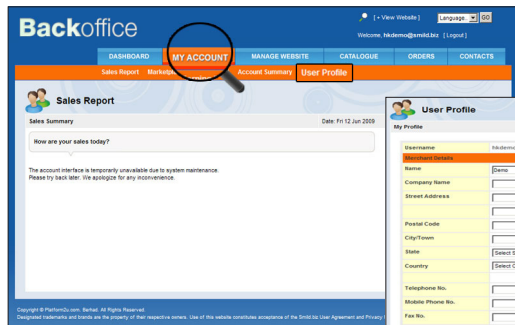 Backoffice
[ + View Website ] Language. GO
Welcome, hkdemo@smild.biz [ Logout ]
DASHBOARD MY ACCOUNT MANAGE WEBSITE CATALOGUE ORDERS CONTACTS
Sales Report Account Summary User Profile
Sales Report
Sales Summary Date: Fri 12 Jun 2009
How are your sales today?
The account interface is temporarily unavailable due to system maintenance.
Please try back later. We apologize for any inconvenience.
User Profile
My Profile
Username hkdemo
Merchant Details
Name Demo
Company Name
Street Address
Postal Code
City/Town
State Select S
Country Select C
Telephone No.
Mobile Phone No.
Fax No.
Copyright © Platform2u.com. Berhad. All Rights Reserved.
Designated trademarks and brands are the property of their respective owners. Use of this website constitutes acceptance of the Smild.biz User Agreement and Privacy